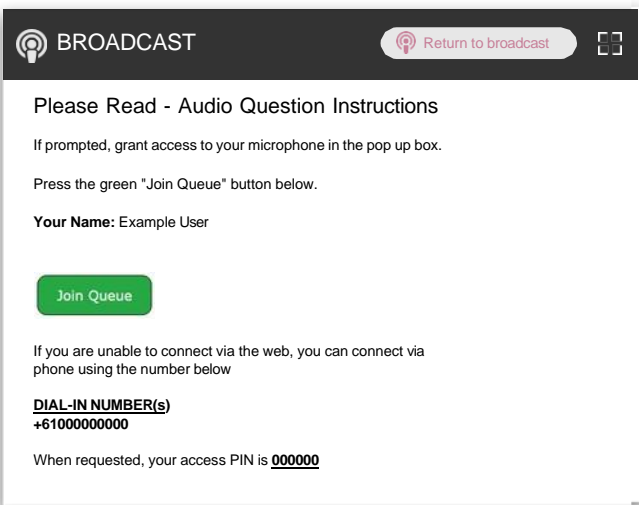 BROADCAST
Return to broadcast
Please Read - Audio Question Instructions
If prompted, grant access to your microphone in the pop up box.
Press the green "Join Queue" button below.
Your Name: Example User
Join Queue
If you are unable to connect via the web, you can connect via
phone using the number below
DIAL-IN NUMBER(s)
+61000000000
When requested, your access PIN is 000000